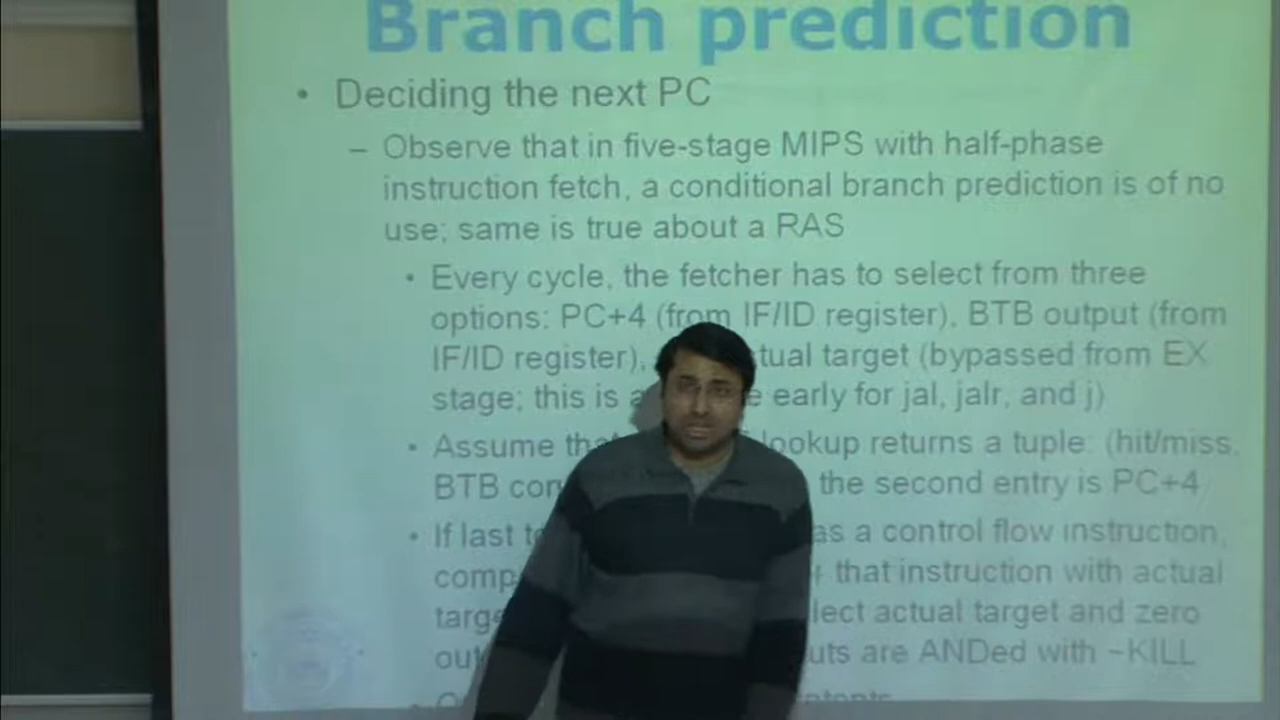 Branch prediction
• Deciding the next PC
– Observe that in five-stage MIPS with half-phase
instruction fetch, a conditional branch prediction is of no
use; same is true about a RAS
• Every cycle, the fetcher has to select from three
options: PC+4 (from IF/ID register), BTB output (from
IF/ID register), tual target (bypassed from EX
stage; this is a e early for jal, jalr, and j)
• Assume tha lookup returns a tuple: (hit/miss,
BTB con the second entry is PC+4
• If last as a control flow instruction,
comp that instruction with actual
targe lect actual target and zero
out uts are ANDed with ~KILL